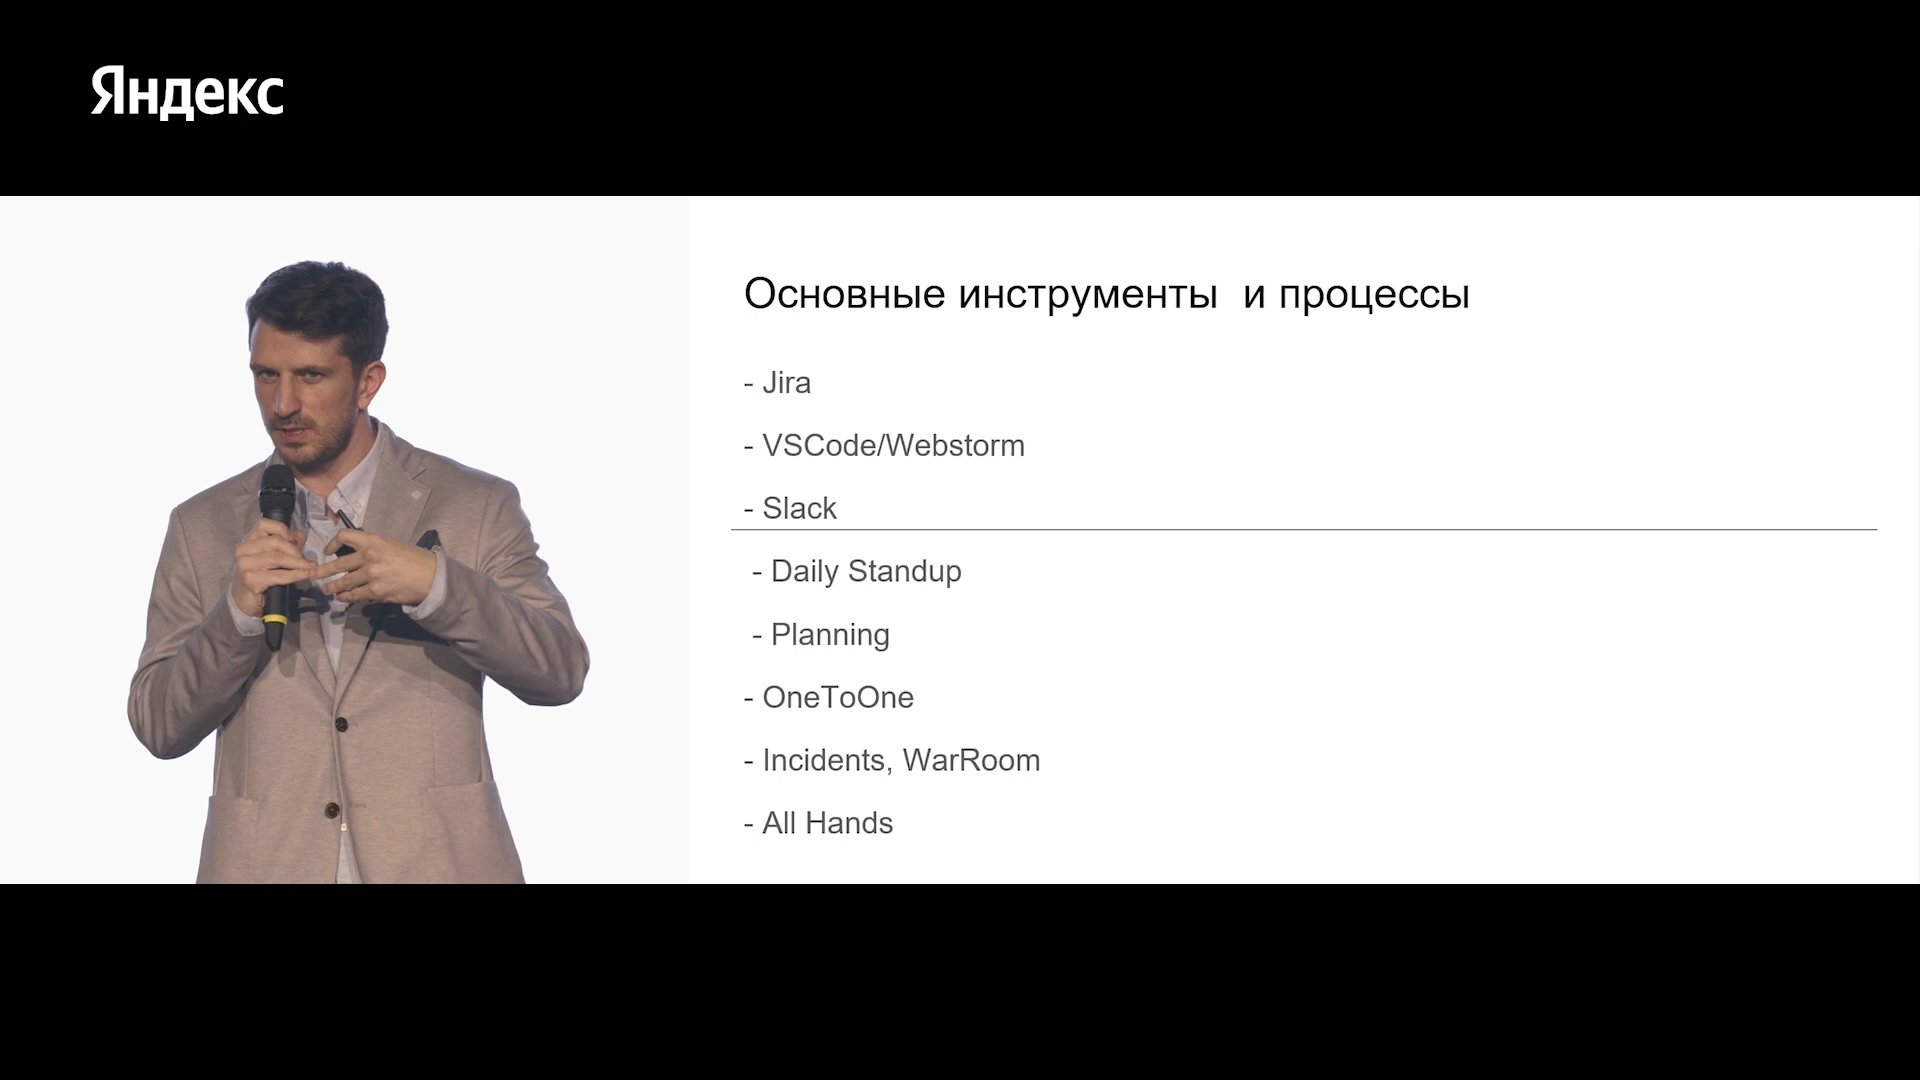 Яндекс
Основные инструменты и процессы
- Jira
- VSCode/Webstorm
- Slack
- Daily Standup
- Planning
- OneToOne
- Incidents, WarRoom
- All Hands